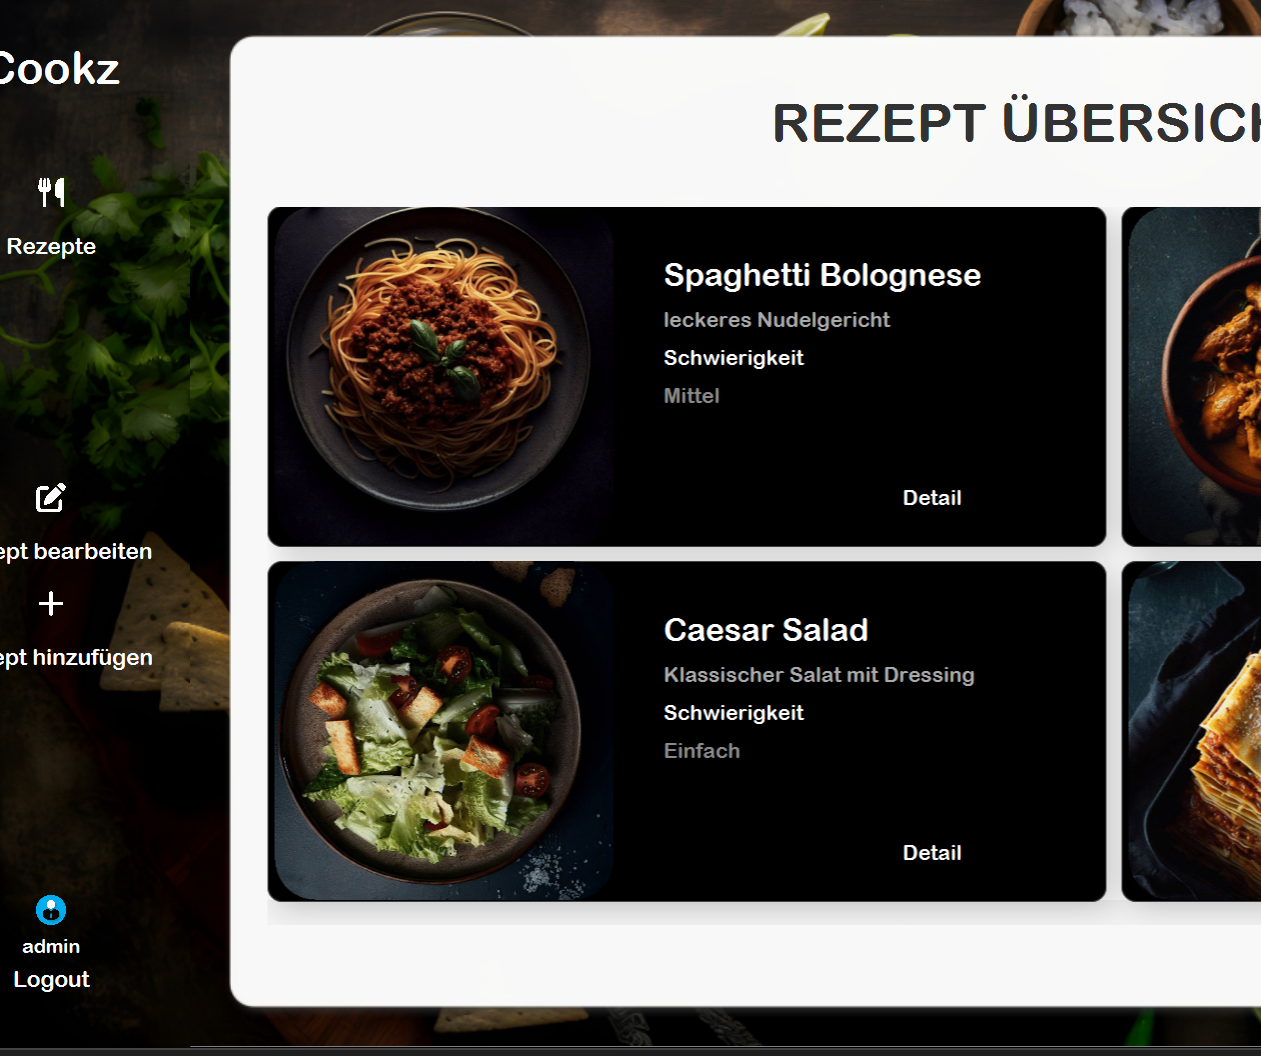 Cookz
REZEPT ÜBERSICH
Rezepte
Spaghetti Bolognese
leckeres Nudelgericht
Schwierigkeit
Mittel
Detail
ept bearbeiten
ept hinzufügen
Caesar Salad
Klassischer Salat mit Dressing
Schwierigkeit
Einfach
Detail
admin
Logout